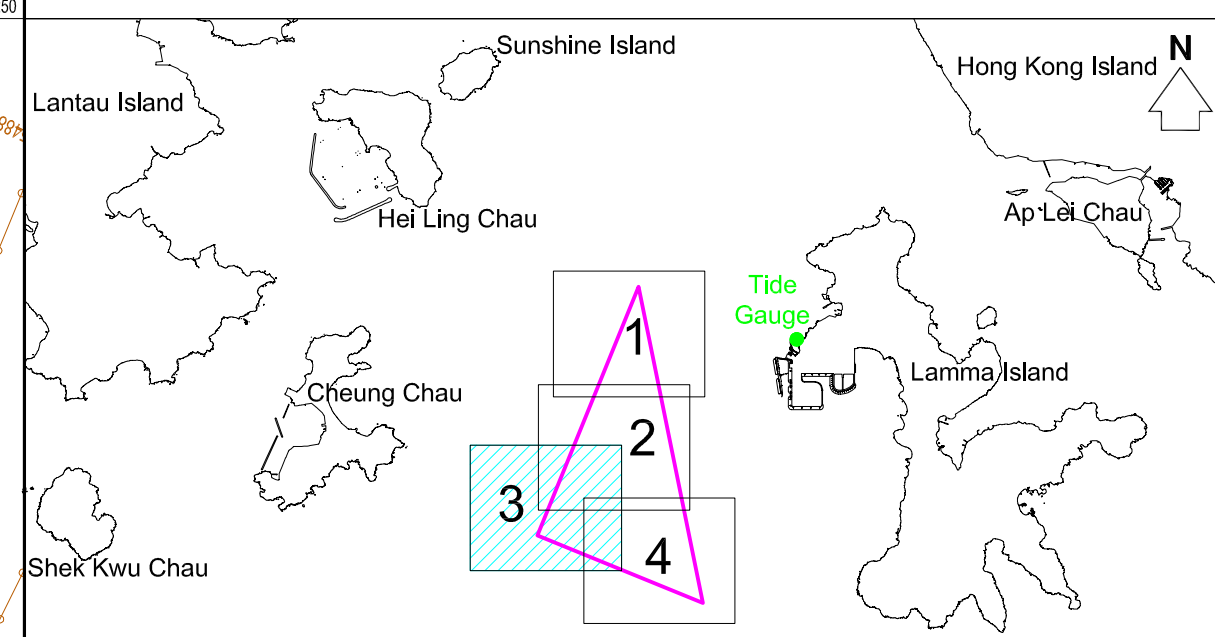 50
Sunshine Island
N
Hong Kong Island
Lantau Island
Hei Ling Chau
Ap Lei Chau
Tide
Gauge
1
Lamma Island
Cheung Chau
2
3
4
Shek Kwu Chau